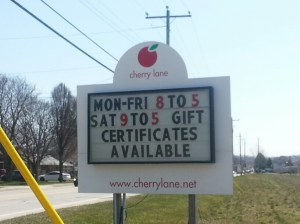 cherry lane
MON-FRI 8 TO 5
SAT 9 TO 5 GIFT
CERTIFICATES
AVAILABLE
www.cherrylane.net